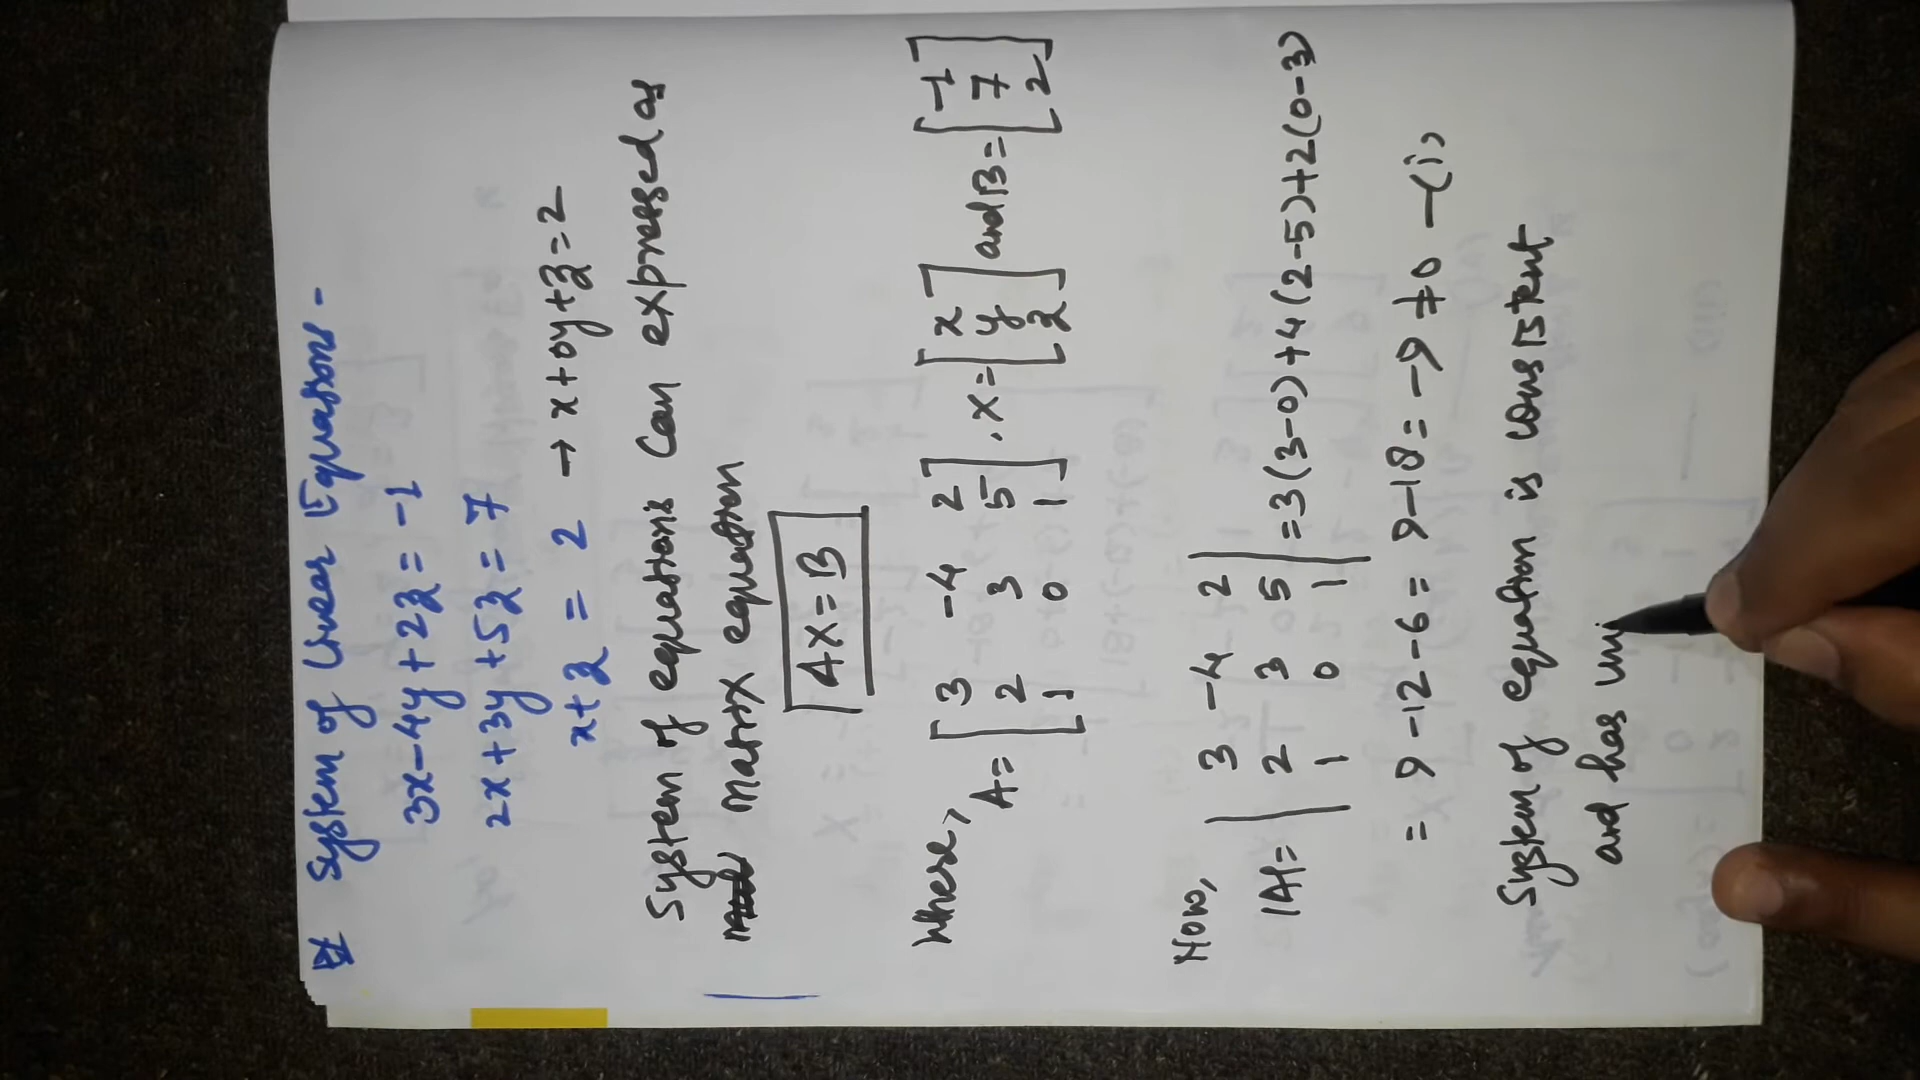 System of Linear Equations -
3x-4y+2z = -1
2x+3y+5z = 7
x+z = 2 → x+0y+z=2
System of equations can expressed as
matrix equation
AX=B
Where,
A= [3 -4 2 / 2 3 5 / 1 0 1], X= [x / y / z] and B= [-1 / 7 / 2]
Now,
|A|= |3 -4 2 / 2 3 5 / 1 0 1| =3(3-0)+4(2-5)+2(0-3)
= 9-12-6 = 9-18 = -9 ≠0 -(i)
System of equation is consistent
and has uni